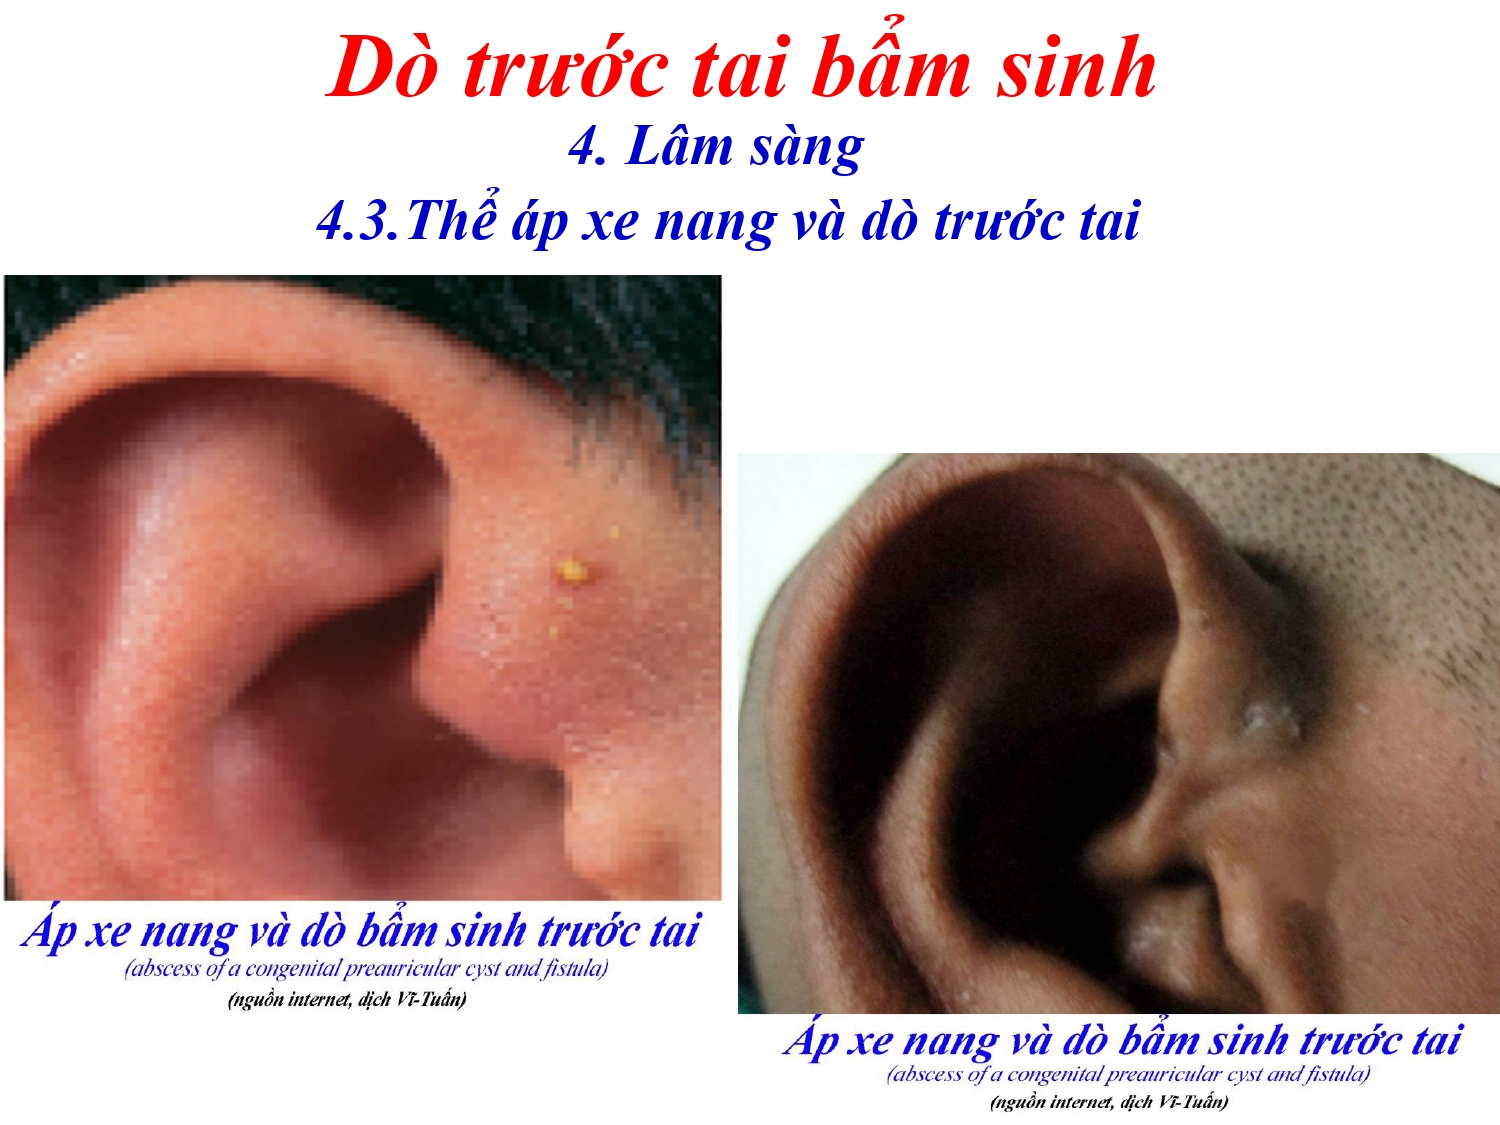 Dò trước tai bẩm sinh
4. Lâm sàng
4.3.Thể áp xe nang và dò trước tai
Áp xe nang và dò bẩm sinh trước tai
(abscess of a congenital preauricular cyst and fistula)
(nguồn internet, dịch Vĩ-Tuấn)
Áp xe nang và dò bẩm sinh trước tai
(abscess of a congenital preauricular cyst and fistula)
(nguồn internet, dịch Vĩ-Tuấn)